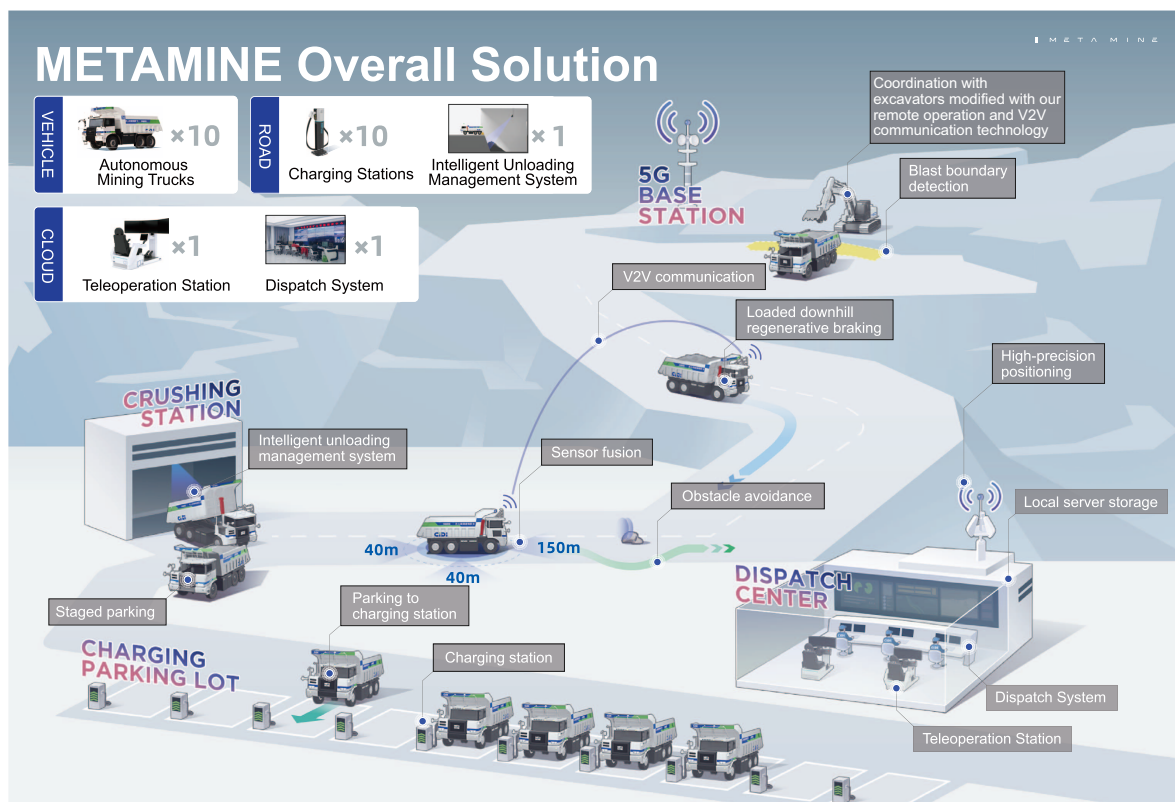 METAMINE Overall Solution
META MINE
VEHICLE
×10
Autonomous
Mining Trucks
ROAD
×10
Charging Stations
×1
Intelligent Unloading
Management System
CLOUD
×1
Teleoperation Station
×1
Dispatch System
5G
BASE
STATION
Coordination with
excavators modified with our
remote operation and V2V
communication technology
Blast boundary
detection
V2V communication
Loaded downhill
regenerative braking
High-precision
positioning
CRUSHING
STATION
Intelligent unloading
management system
Sensor fusion
Obstacle avoidance
Local server storage
CiDi
CiDi
CiDi
40m
150m
40m
Staged parking
Parking to
charging station
DISPATCH
CENTER
CHARGING
PARKING LOT
Charging station
Dispatch System
Teleoperation Station